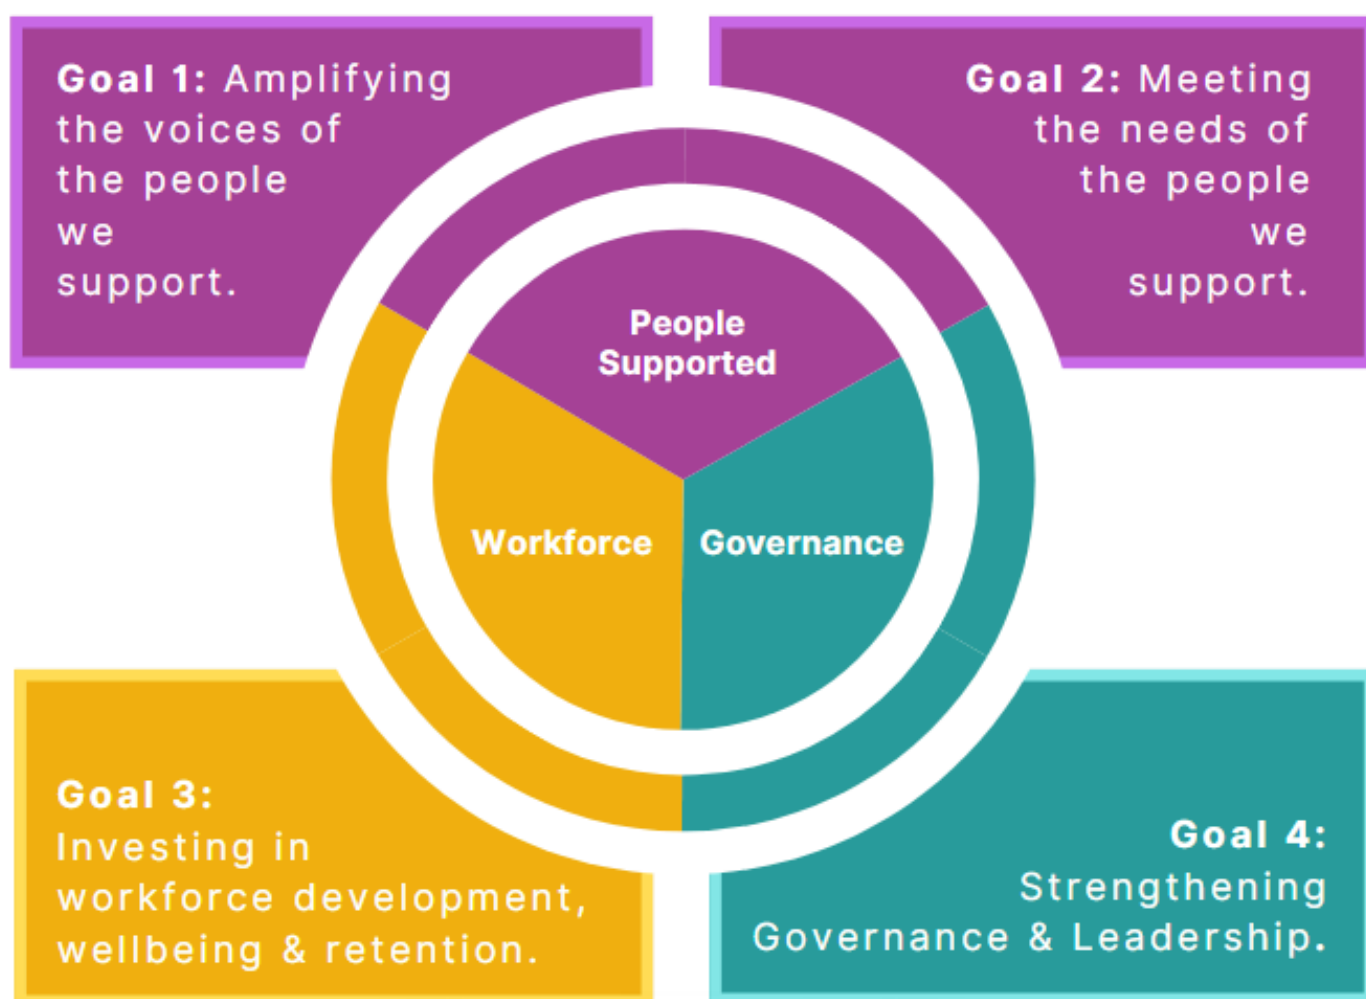 Goal 1: Amplifying
the voices of
the people
we
support.
Goal 2: Meeting
the needs of
the people
we
support.
People
Supported
Workforce
Governance
Goal 3:
Investing in
workforce development,
wellbeing & retention.
Goal 4:
Strengthening
Governance & Leadership.